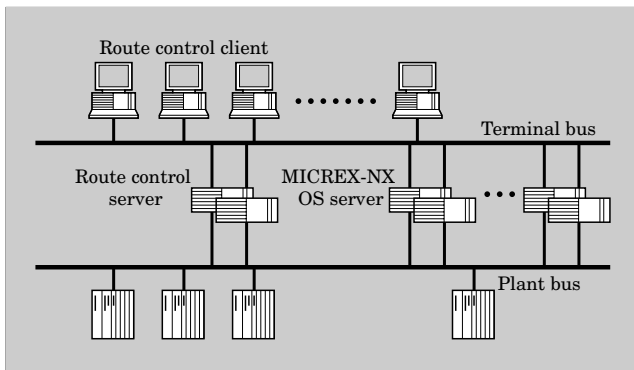 Route control client
Terminal bus
Route control
server
MICREX-NX
OS server
Plant bus